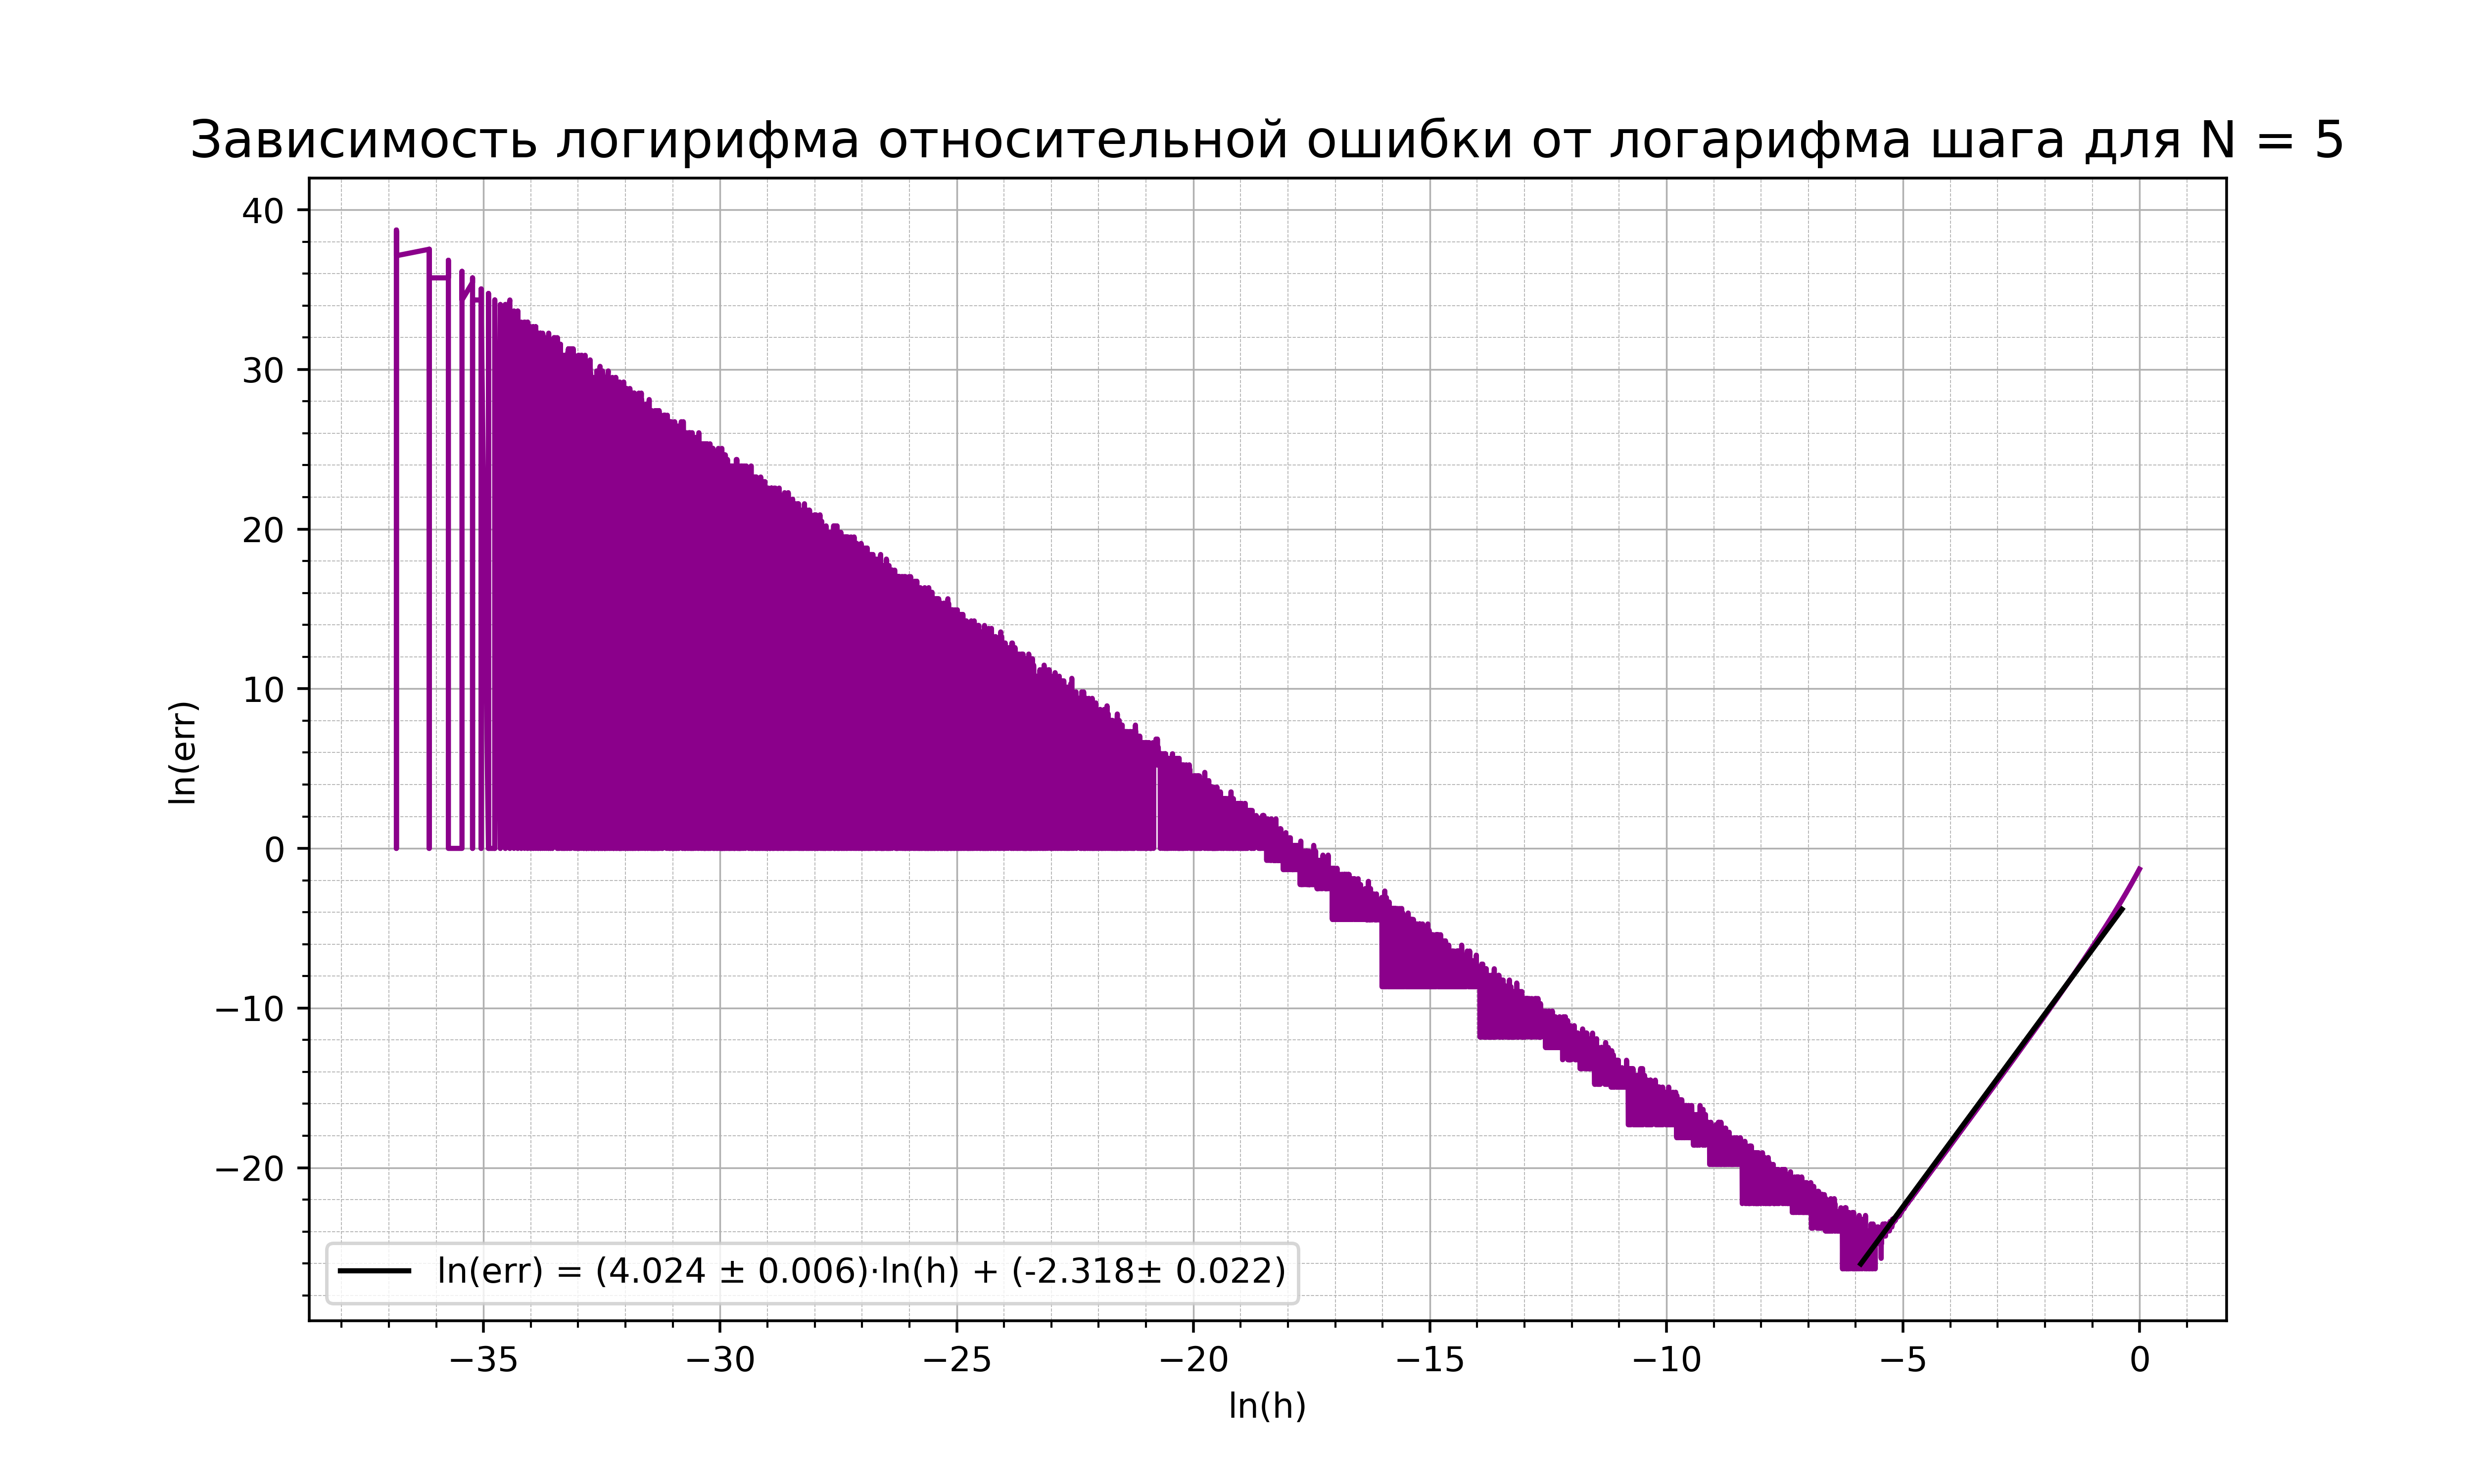 Зависимость логирифма относительной ошибки от логарифма шага для N = 5
40
30
20
10
0
−10
−20
ln(err)
ln(err) = (4.024 ± 0.006)·ln(h) + (-2.318± 0.022)
−35 −30 −25 −20 −15 −10 −5 0
ln(h)